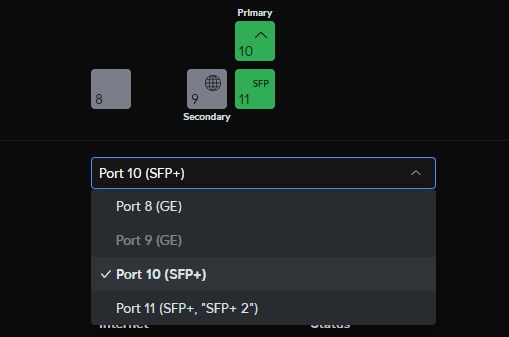 Primary
10
8
9
SFP
11
Secondary
Port 10 (SFP+)
Port 8 (GE)
Port 9 (GE)
Port 10 (SFP+)
Port 11 (SFP+, "SFP+ 2")
Internet
Status